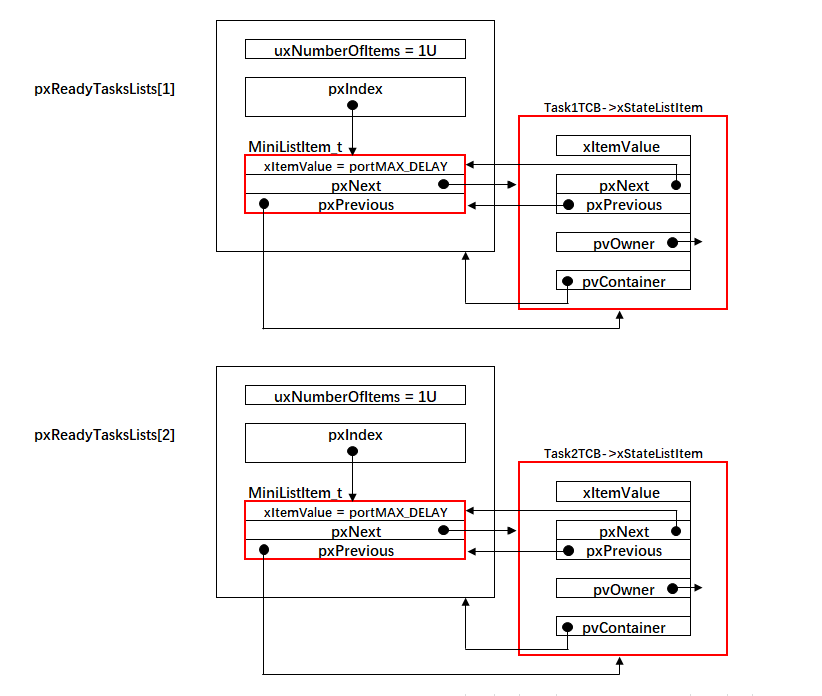 uxNumberOfItems = 1U
pxReadyTasksLists[1]
pxIndex
Task1TCB->xStateListItem
MiniListItem_t
xItemValue = portMAX_DELAY
pxNext
pxPrevious
xItemValue
pxNext
pxPrevious
pvOwner
pvContainer
uxNumberOfItems = 1U
pxReadyTasksLists[2]
pxIndex
Task2TCB->xStateListItem
MiniListItem_t
xItemValue = portMAX_DELAY
pxNext
pxPrevious
xItemValue
pxNext
pxPrevious
pvOwner
pvContainer